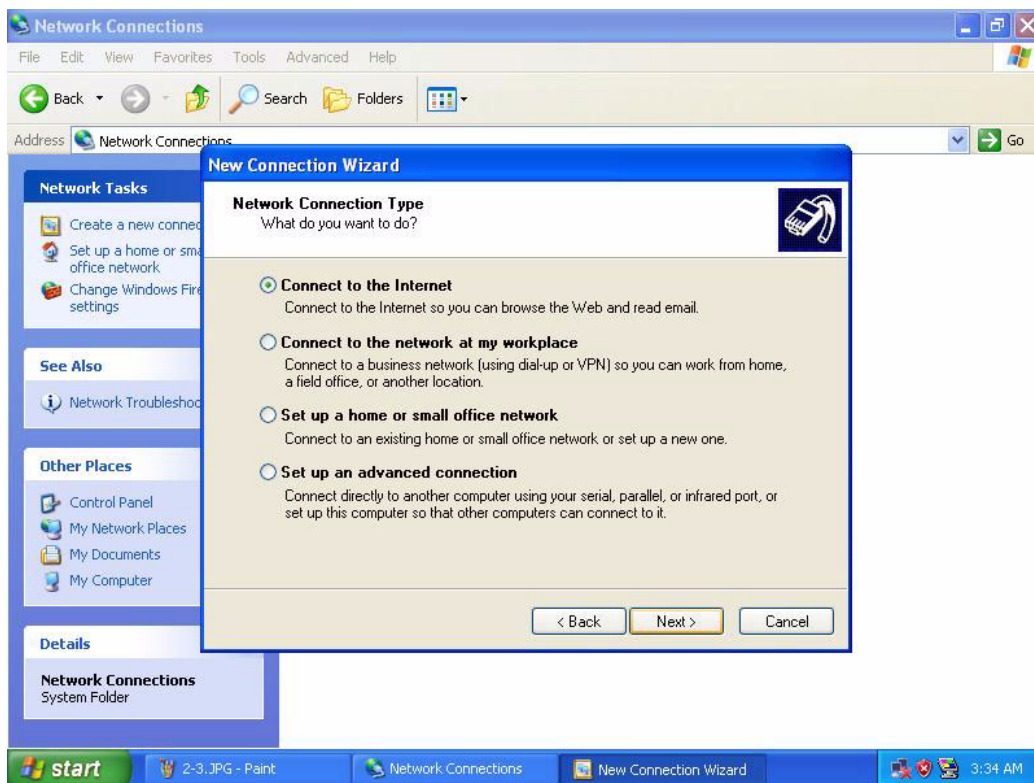 Network Connections
File Edit View Favorites Tools Advanced Help
Back Search Folders
Address Network Connections Go
Network Tasks
Create a new connec
Set up a home or sma
office network
Change Windows Fire
settings
See Also
Network Troubleshoo
Other Places
Control Panel
My Network Places
My Documents
My Computer
Details
Network Connections
System Folder
New Connection Wizard
Network Connection Type
What do you want to do?
Connect to the Internet
Connect to the Internet so you can browse the Web and read email.
Connect to the network at my workplace
Connect to a business network (using dial-up or VPN) so you can work from home,
a field office, or another location.
Set up a home or small office network
Connect to an existing home or small office network or set up a new one.
Set up an advanced connection
Connect directly to another computer using your serial, parallel, or infrared port, or
set up this computer so that other computers can connect to it.
< Back Next > Cancel
start 2-3.JPG - Paint Network Connections New Connection Wizard 3:34 AM